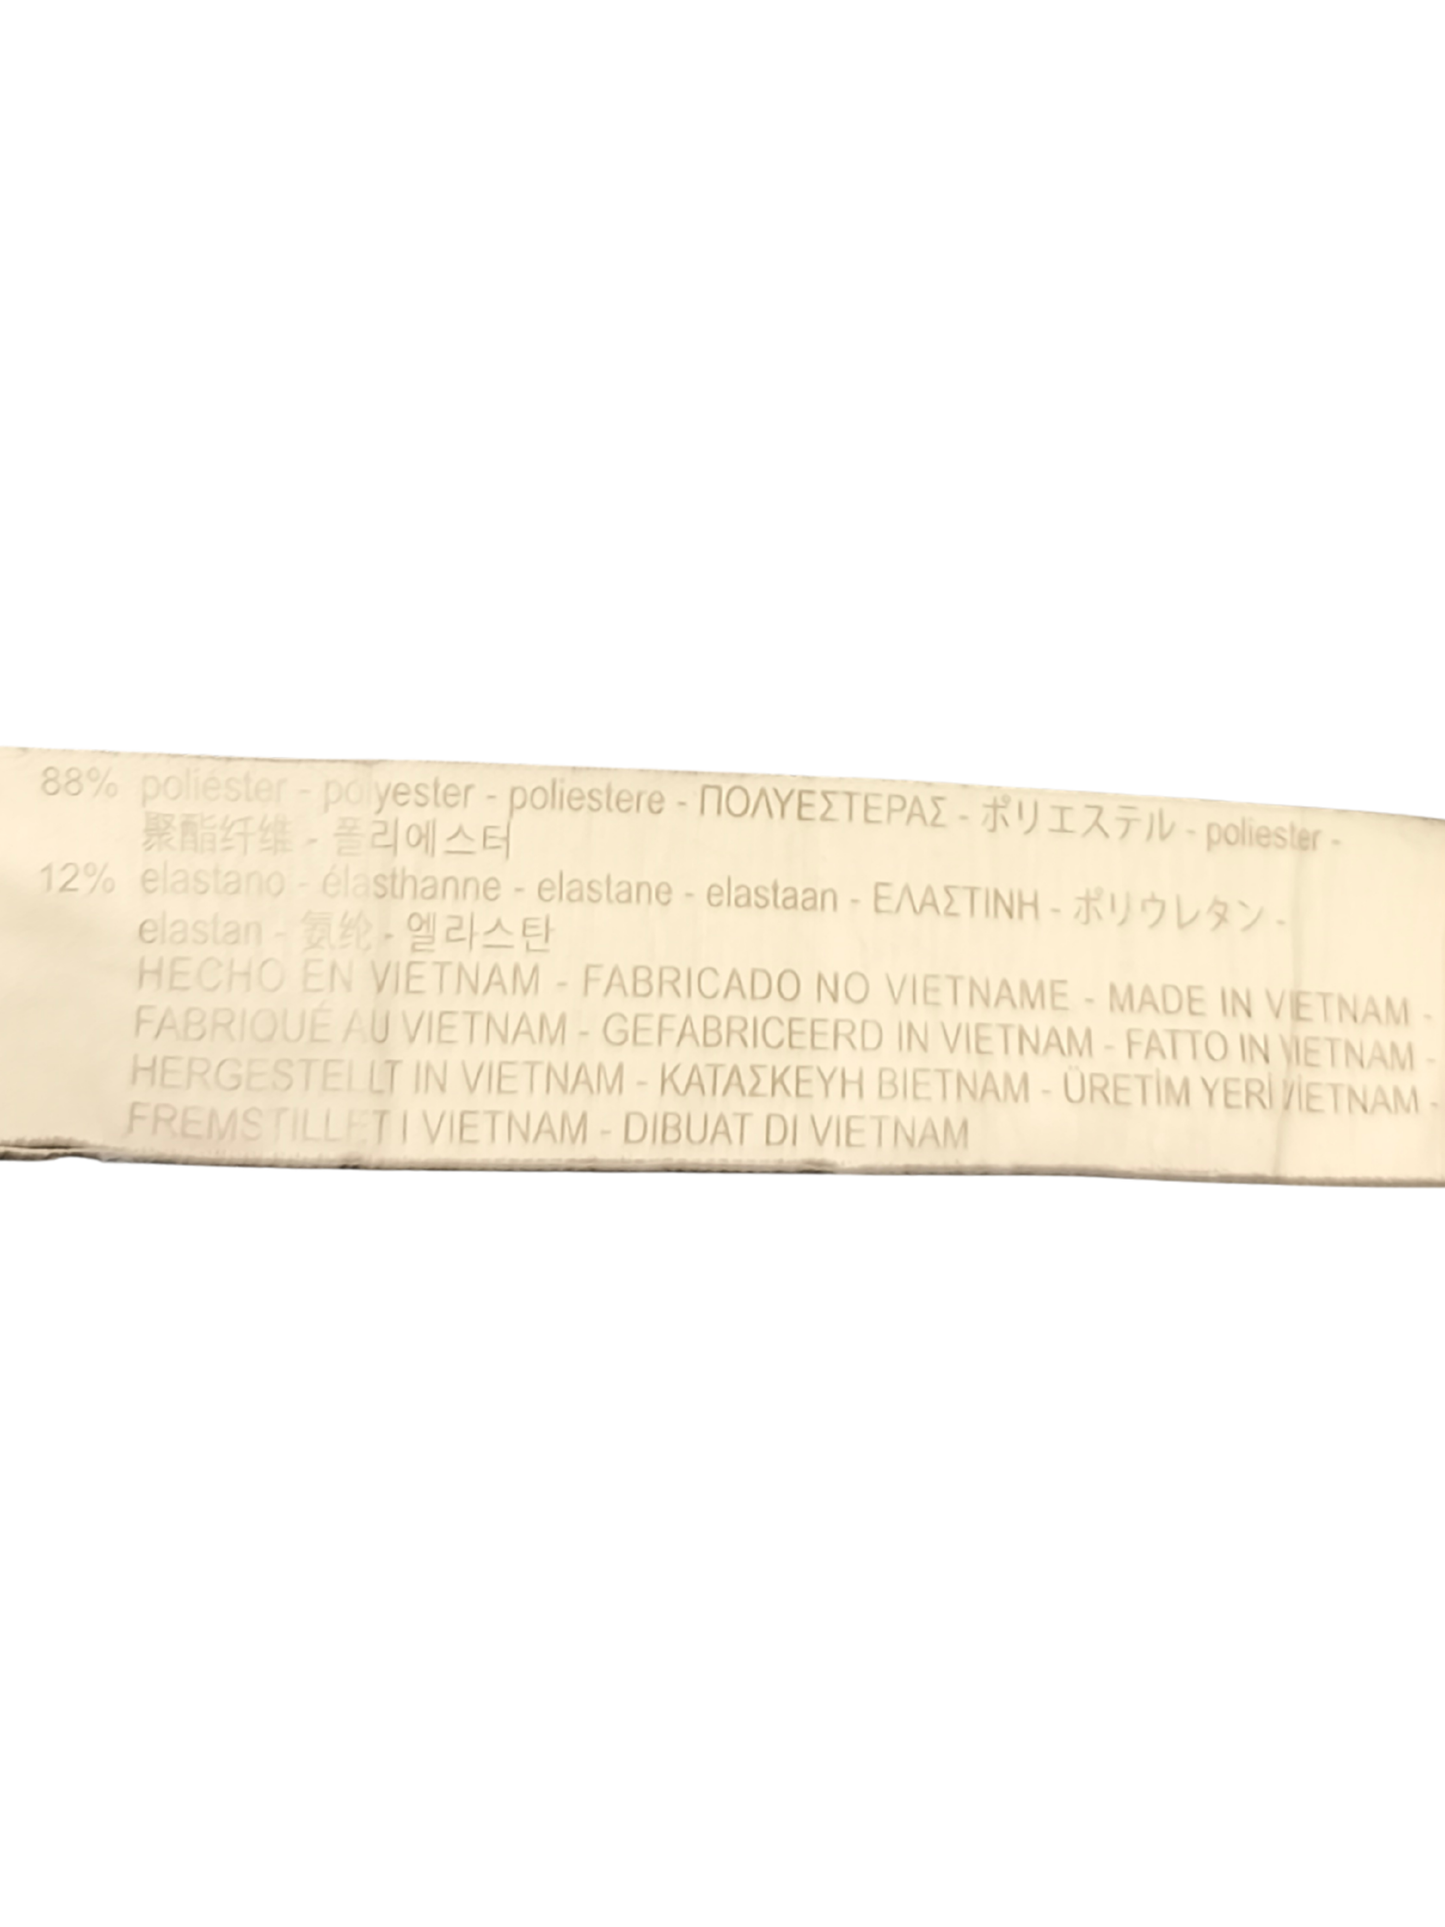 88% poliéster - polyester - poliestere - ΠΟΛΥΕΣΤΕΡΑΣ - ポリエステル - poliester -
聚酯纤维 - 폴리에스터
12% elastano - élasthanne - elastane - elastaan - ΕΛΑΣΤΙΝΗ - ポリウレタン -
elastan - 氨纶 - 엘라스탄
HECHO EN VIETNAM - FABRICADO NO VIETNAME - MADE IN VIETNAM -
FABRIQUÉ AU VIETNAM - GEFABRICEERD IN VIETNAM - FATTO IN VIETNAM -
HERGESTELLT IN VIETNAM - ΚΑΤΑΣΚΕΥΗ ΒΙΕΤΝΑΜ - ÜRETİM YERİ VİETNAM -
FREMSTILLET I VIETNAM - DIBUAT DI VIETNAM